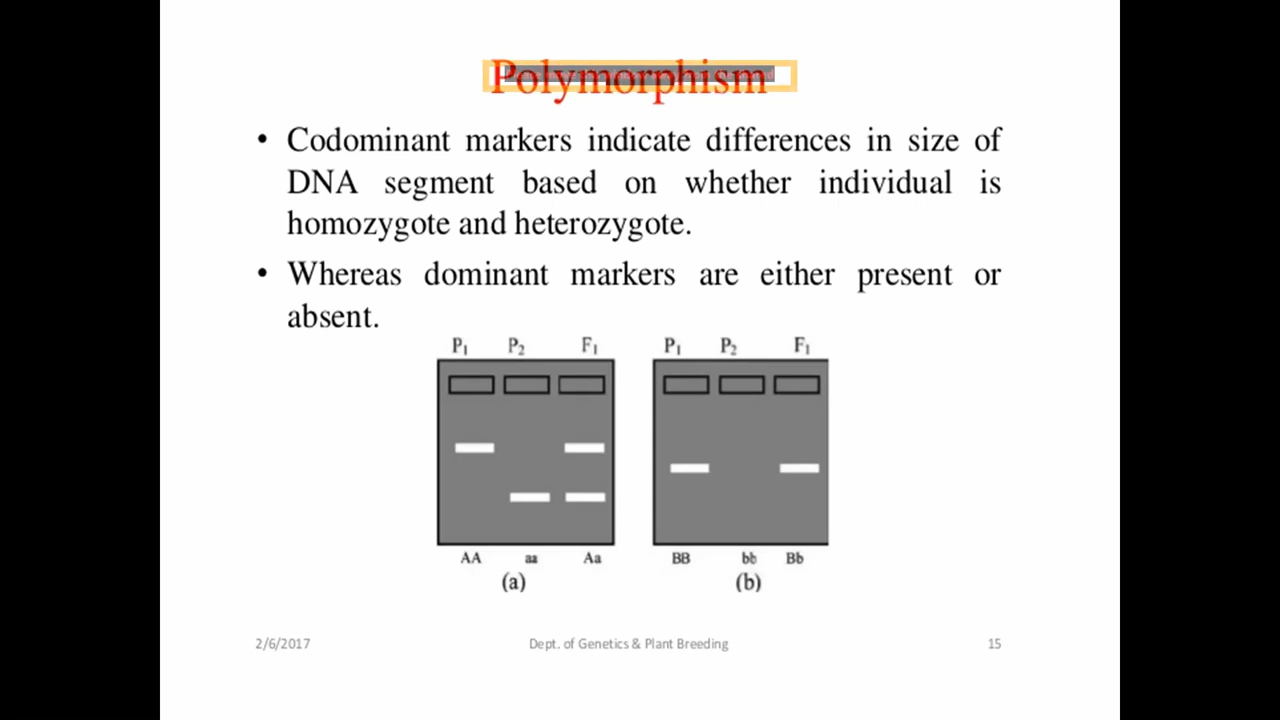 Polymorphism
• Codominant markers indicate differences in size of
DNA segment based on whether individual is
homozygote and heterozygote.
• Whereas dominant markers are either present or
absent.
P1 P2 F1 P1 P2 F1
AA aa Aa BB bb Bb
(a) (b)
2/6/2017 Dept. of Genetics & Plant Breeding 15